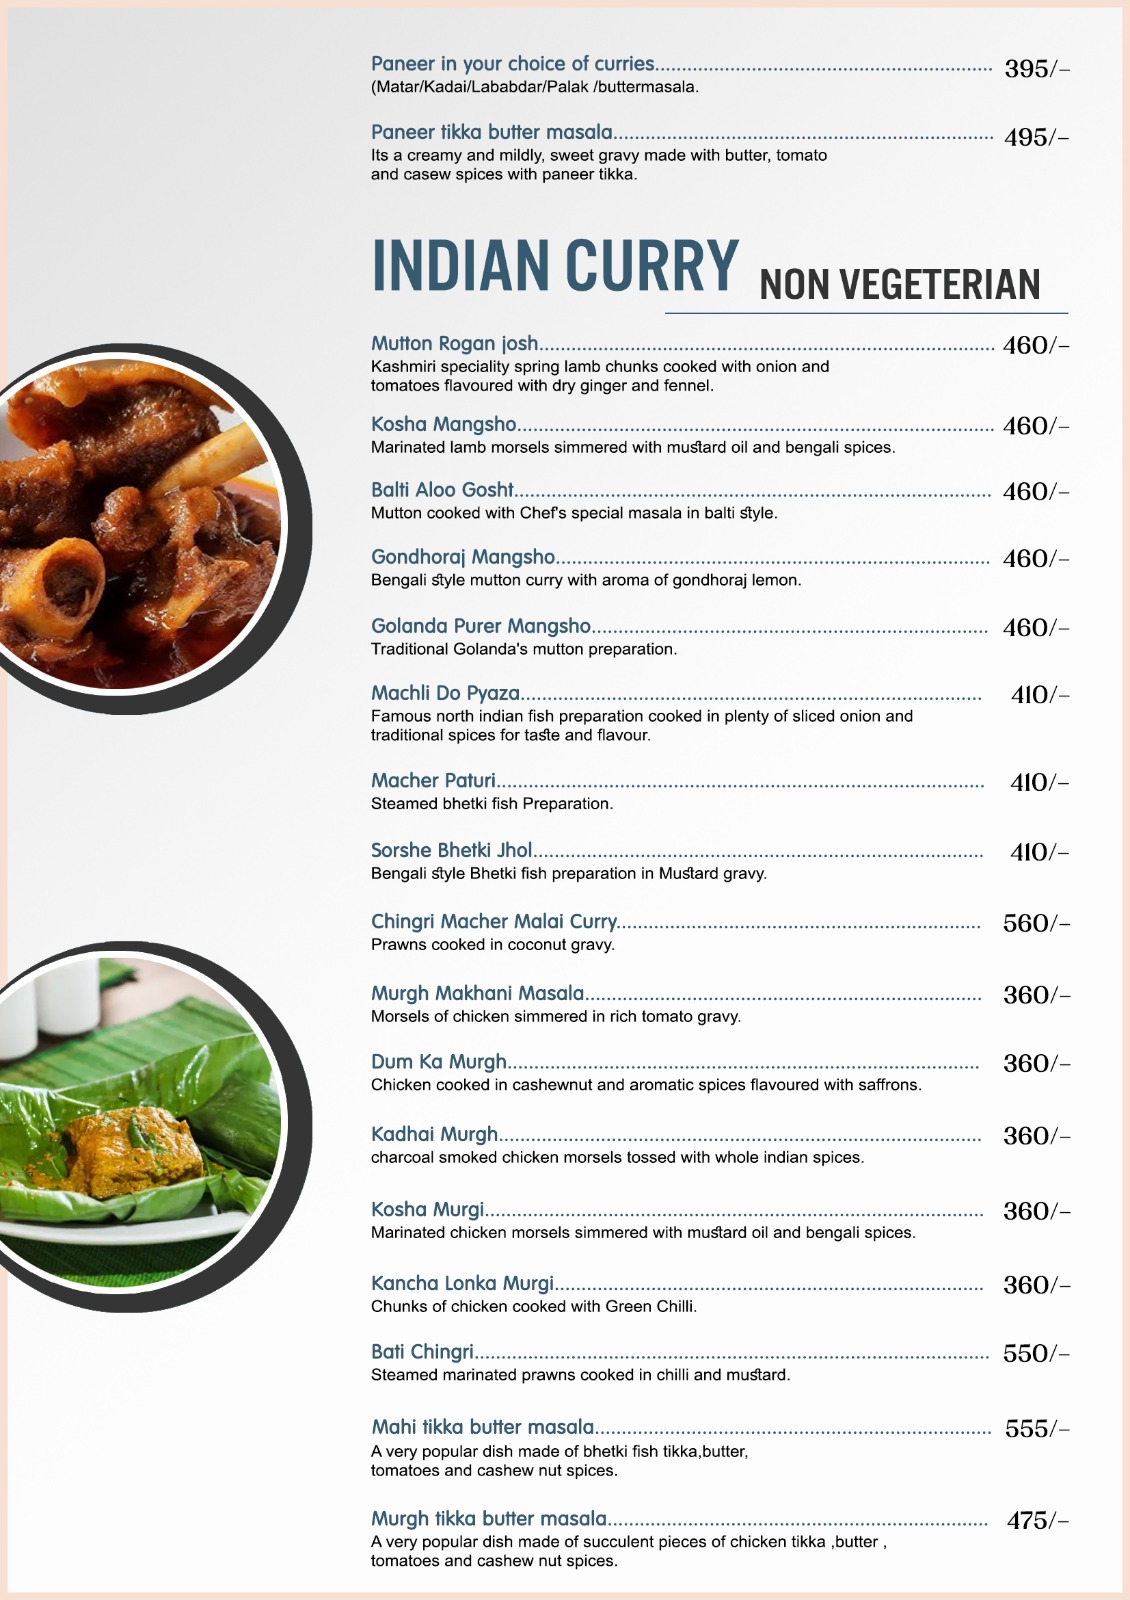 Paneer in your choice of curries........ 395/-
(Matar/Kadai/Lababdar/Palak /buttermasala.
Paneer tikka butter masala........ 495/-
Its a creamy and mildly, sweet gravy made with butter, tomato
and casew spices with paneer tikka.
INDIAN CURRY NON VEGETERIAN
Mutton Rogan josh........ 460/-
Kashmiri speciality spring lamb chunks cooked with onion and
tomatoes flavoured with dry ginger and fennel.
Kosha Mangsho........ 460/-
Marinated lamb morsels simmered with mustard oil and bengali spices.
Balti Aloo Gosht........ 460/-
Mutton cooked with Chef's special masala in balti style.
Gondhoraj Mangsho........ 460/-
Bengali style mutton curry with aroma of gondhoraj lemon.
Golanda Purer Mangsho........ 460/-
Traditional Golanda's mutton preparation.
Machli Do Pyaza........ 410/-
Famous north indian fish preparation cooked in plenty of sliced onion and
traditional spices for taste and flavour.
Macher Paturi........ 410/-
Steamed bhetki fish Preparation.
Sorshe Bhetki Jhol........ 410/-
Bengali style Bhetki fish preparation in Mustard gravy.
Chingri Macher Malai Curry........ 560/-
Prawns cooked in coconut gravy.
Murgh Makhani Masala........ 360/-
Morsels of chicken simmered in rich tomato gravy.
Dum Ka Murgh........ 360/-
Chicken cooked in cashewnut and aromatic spices flavoured with saffrons.
Kadhai Murgh........ 360/-
charcoal smoked chicken morsels tossed with whole indian spices.
Kosha Murgi........ 360/-
Marinated chicken morsels simmered with mustard oil and bengali spices.
Kancha Lonka Murgi........ 360/-
Chunks of chicken cooked with Green Chilli.
Bati Chingri........ 550/-
Steamed marinated prawns cooked in chilli and mustard.
Mahi tikka butter masala........ 555/-
A very popular dish made of bhetki fish tikka,butter,
tomatoes and cashew nut spices.
Murgh tikka butter masala........ 475/-
A very popular dish made of succulent pieces of chicken tikka ,butter ,
tomatoes and cashew nut spices.